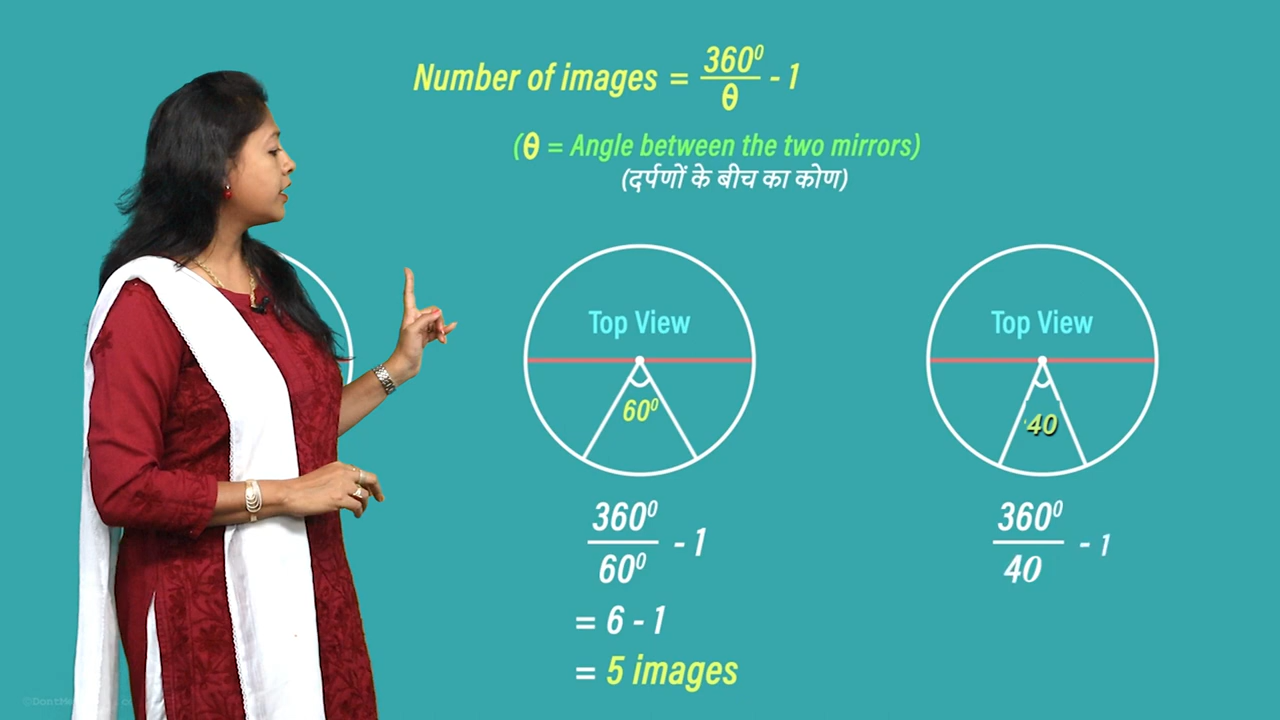 Number of images = 360⁰/θ - 1
(θ = Angle between the two mirrors)
(दर्पणों के बीच का कोण)
Top View
60⁰
360⁰/60⁰ - 1
= 6 - 1
= 5 images
Top View
40
360⁰/40 - 1